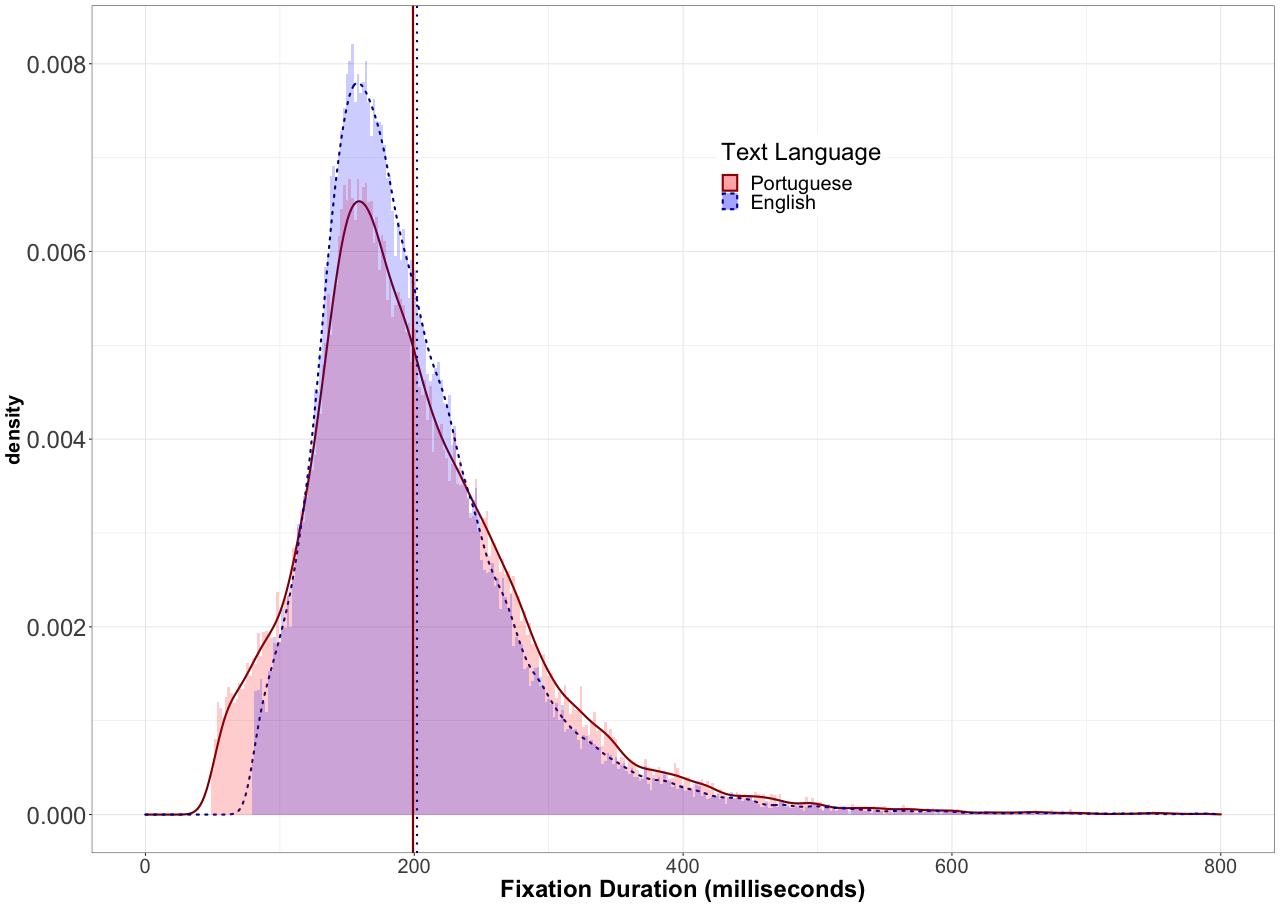 0.008
0.006
0.004
0.002
0.000
density
Text Language
Portuguese
English
0
200
400
600
800
Fixation Duration (milliseconds)